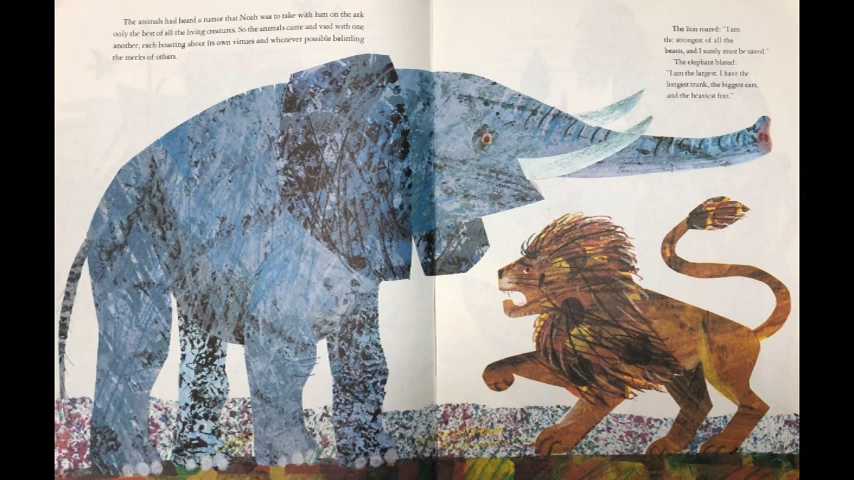 The animals had heard a rumor that Noah was to take with him on the ark
only the best of all the living creatures. So the animals came and vied with one
another, each boasting about its own virtues and whenever possible belittling
the merits of others.
The lion roared: "I am
the strongest of all the
beasts, and I surely must be saved."
The elephant blared:
"I am the largest. I have the
longest trunk, the biggest ears,
and the heaviest feet."